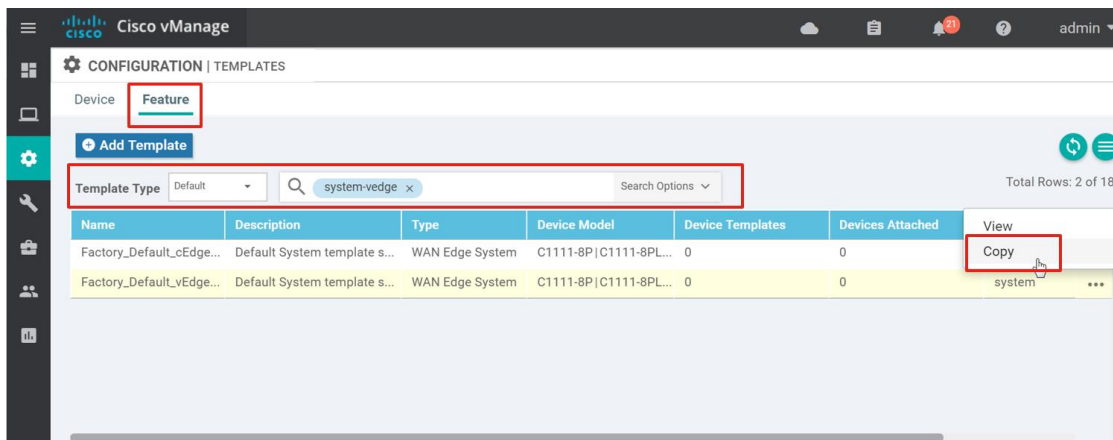 CISCO Cisco vManage 21 admin
CONFIGURATION | TEMPLATES
Device Feature
Add Template
Template Type Default system-vedge × Search Options Total Rows: 2 of 18
Name Description Type Device Model Device Templates Devices Attached View
Factory_Default_cEdge... Default System template s... WAN Edge System C1111-8P|C1111-8PL... 0 0 Copy
Factory_Default_vEdge... Default System template s... WAN Edge System C1111-8P|C1111-8PL... 0 0 system ...